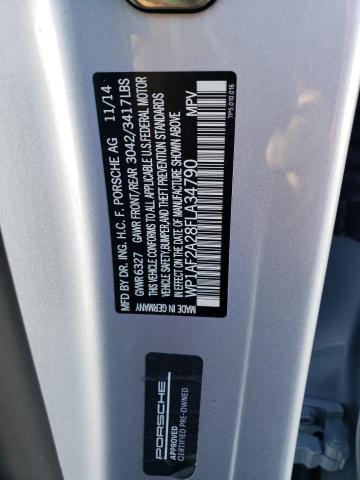 MFD BY DR. ING. H.C. F. PORSCHE AG 11/14
GVWR 6327 GAWR FRONT/REAR 3042/3417 LBS
THIS VEHICLE CONFORMS TO ALL APPLICABLE U.S. FEDERAL MOTOR
VEHICLE SAFETY, BUMPER, AND THEFT PREVENTION STANDARDS
IN EFFECT ON THE DATE OF MANUFACTURE SHOWN ABOVE
WP1AF2A28FLA34790 MPV
MADE IN GERMANY
7P5.010.016
PORSCHE
APPROVED
CERTIFIED PRE-OWNED